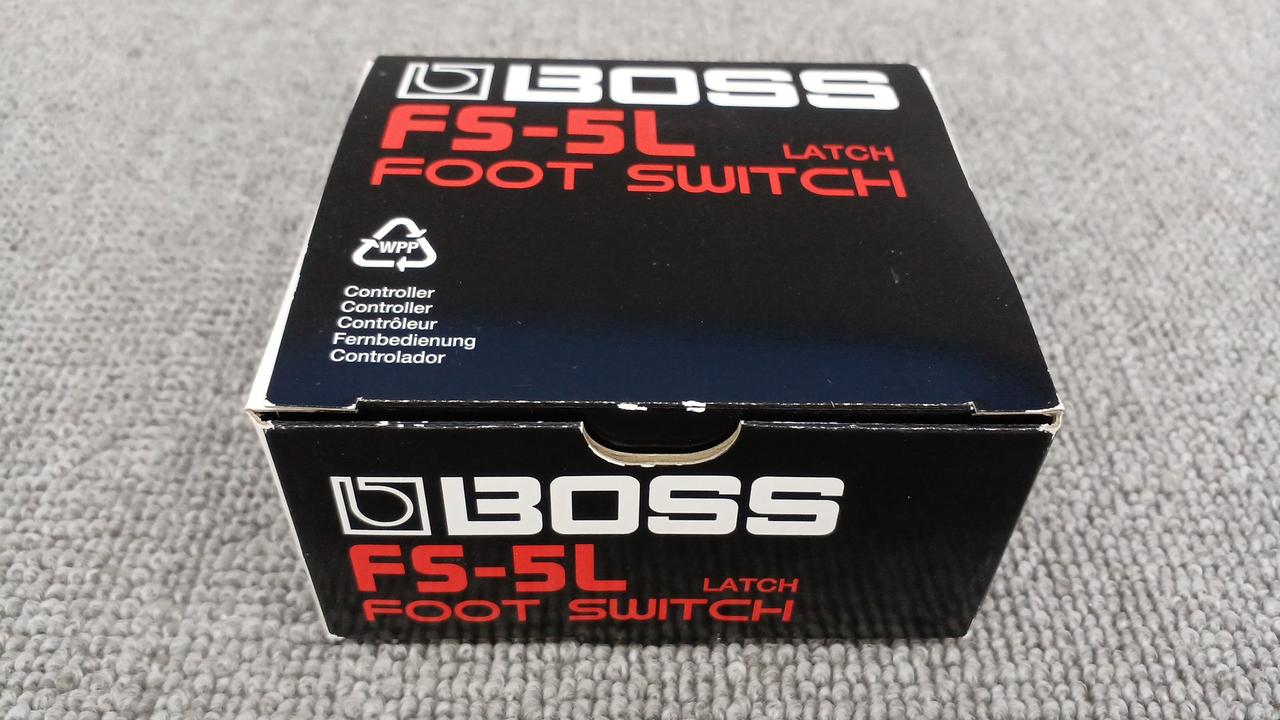 BOSS
FS-5L LATCH
FOOT SWITCH
WPP
Controller
Controller
Contrôleur
Fernbedienung
Controlador
BOSS
FS-5L LATCH
FOOT SWITCH